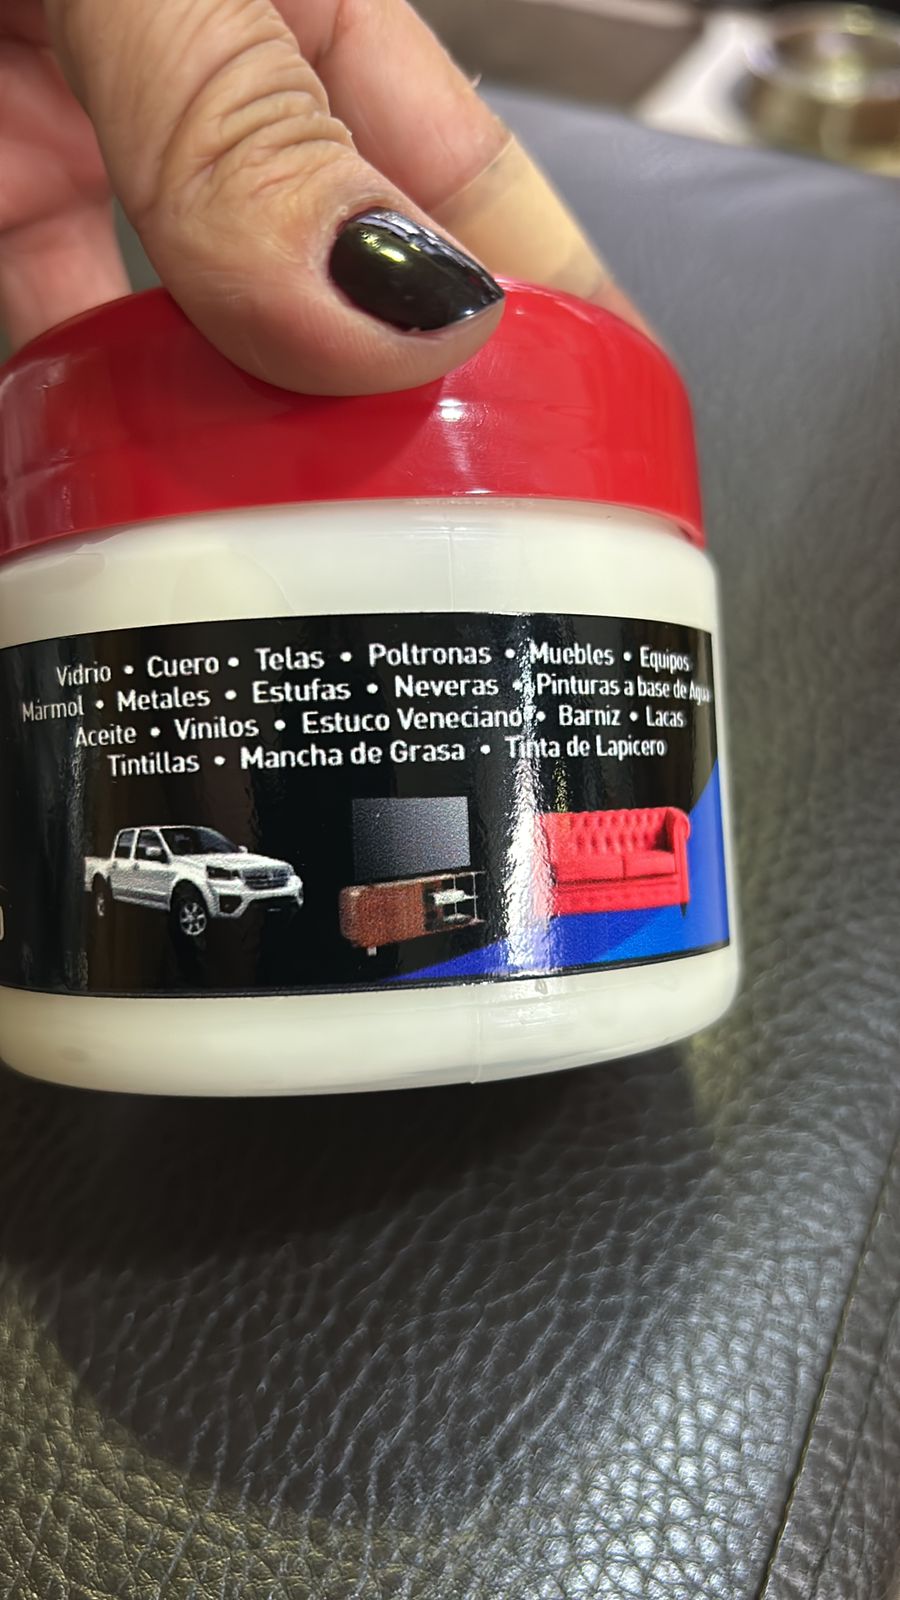 Vidrio • Cuero • Telas • Poltronas • Muebles • Equipos
Mármol • Metales • Estufas • Neveras • Pinturas a base de Agua
Aceite • Vinilos • Estuco Veneciano • Barniz • Lacas
Tintillas • Mancha de Grasa • Tinta de Lapicero